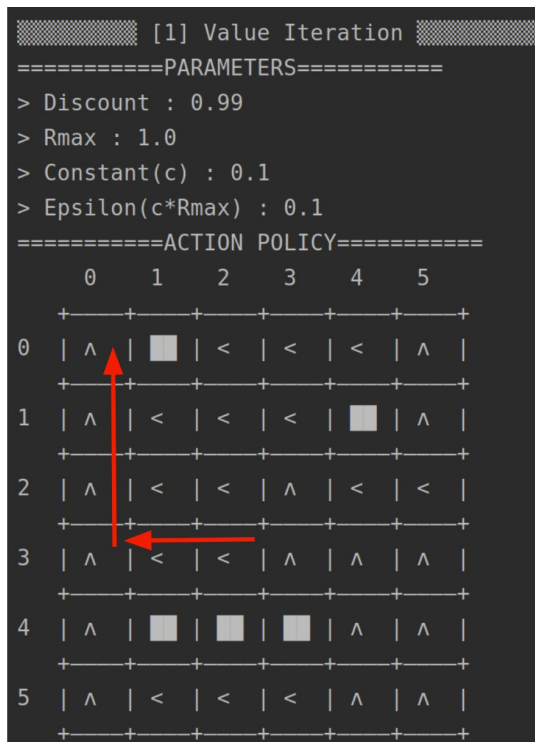 ▒▒▒▒▒▒▒▒▒ [1] Value Iteration ▒▒▒▒▒▒▒▒▒
===========PARAMETERS===========
> Discount : 0.99
> Rmax : 1.0
> Constant(c) : 0.1
> Epsilon(c*Rmax) : 0.1
===========ACTION POLICY===========
0 1 2 3 4 5
+————+————+————+————+————+————+
0 | ʌ | ██ | < | < | < | ʌ |
+————+————+————+————+————+————+
1 | ʌ | < | < | < | ██ | ʌ |
+————+————+————+————+————+————+
2 | ʌ | < | < | ʌ | < | < |
+————+————+————+————+————+————+
3 | ʌ | < | < | ʌ | ʌ | ʌ |
+————+————+————+————+————+————+
4 | ʌ | ██ | ██ | ██ | ʌ | ʌ |
+————+————+————+————+————+————+
5 | ʌ | < | < | < | ʌ | ʌ |
+————+————+————+————+————+————+